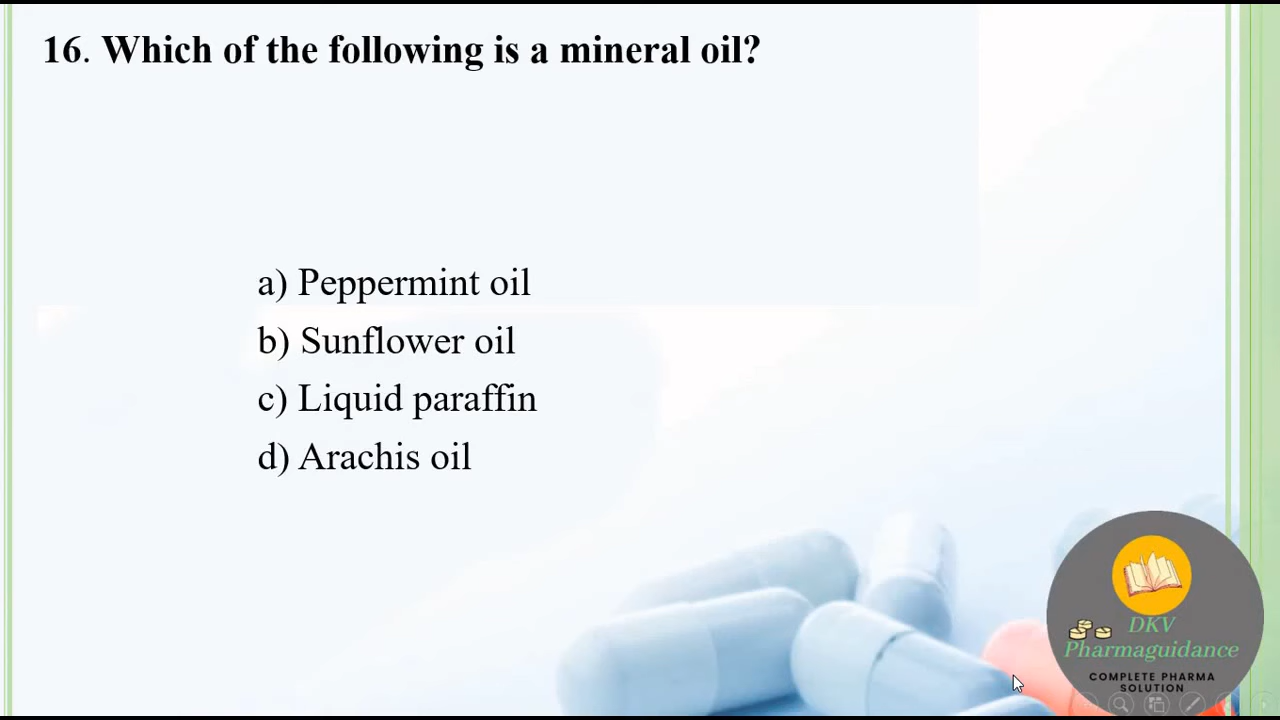 16. Which of the following is a mineral oil?
a) Peppermint oil
b) Sunflower oil
c) Liquid paraffin
d) Arachis oil
DKV
Pharmaguidance
COMPLETE PHARMA
SOLUTION